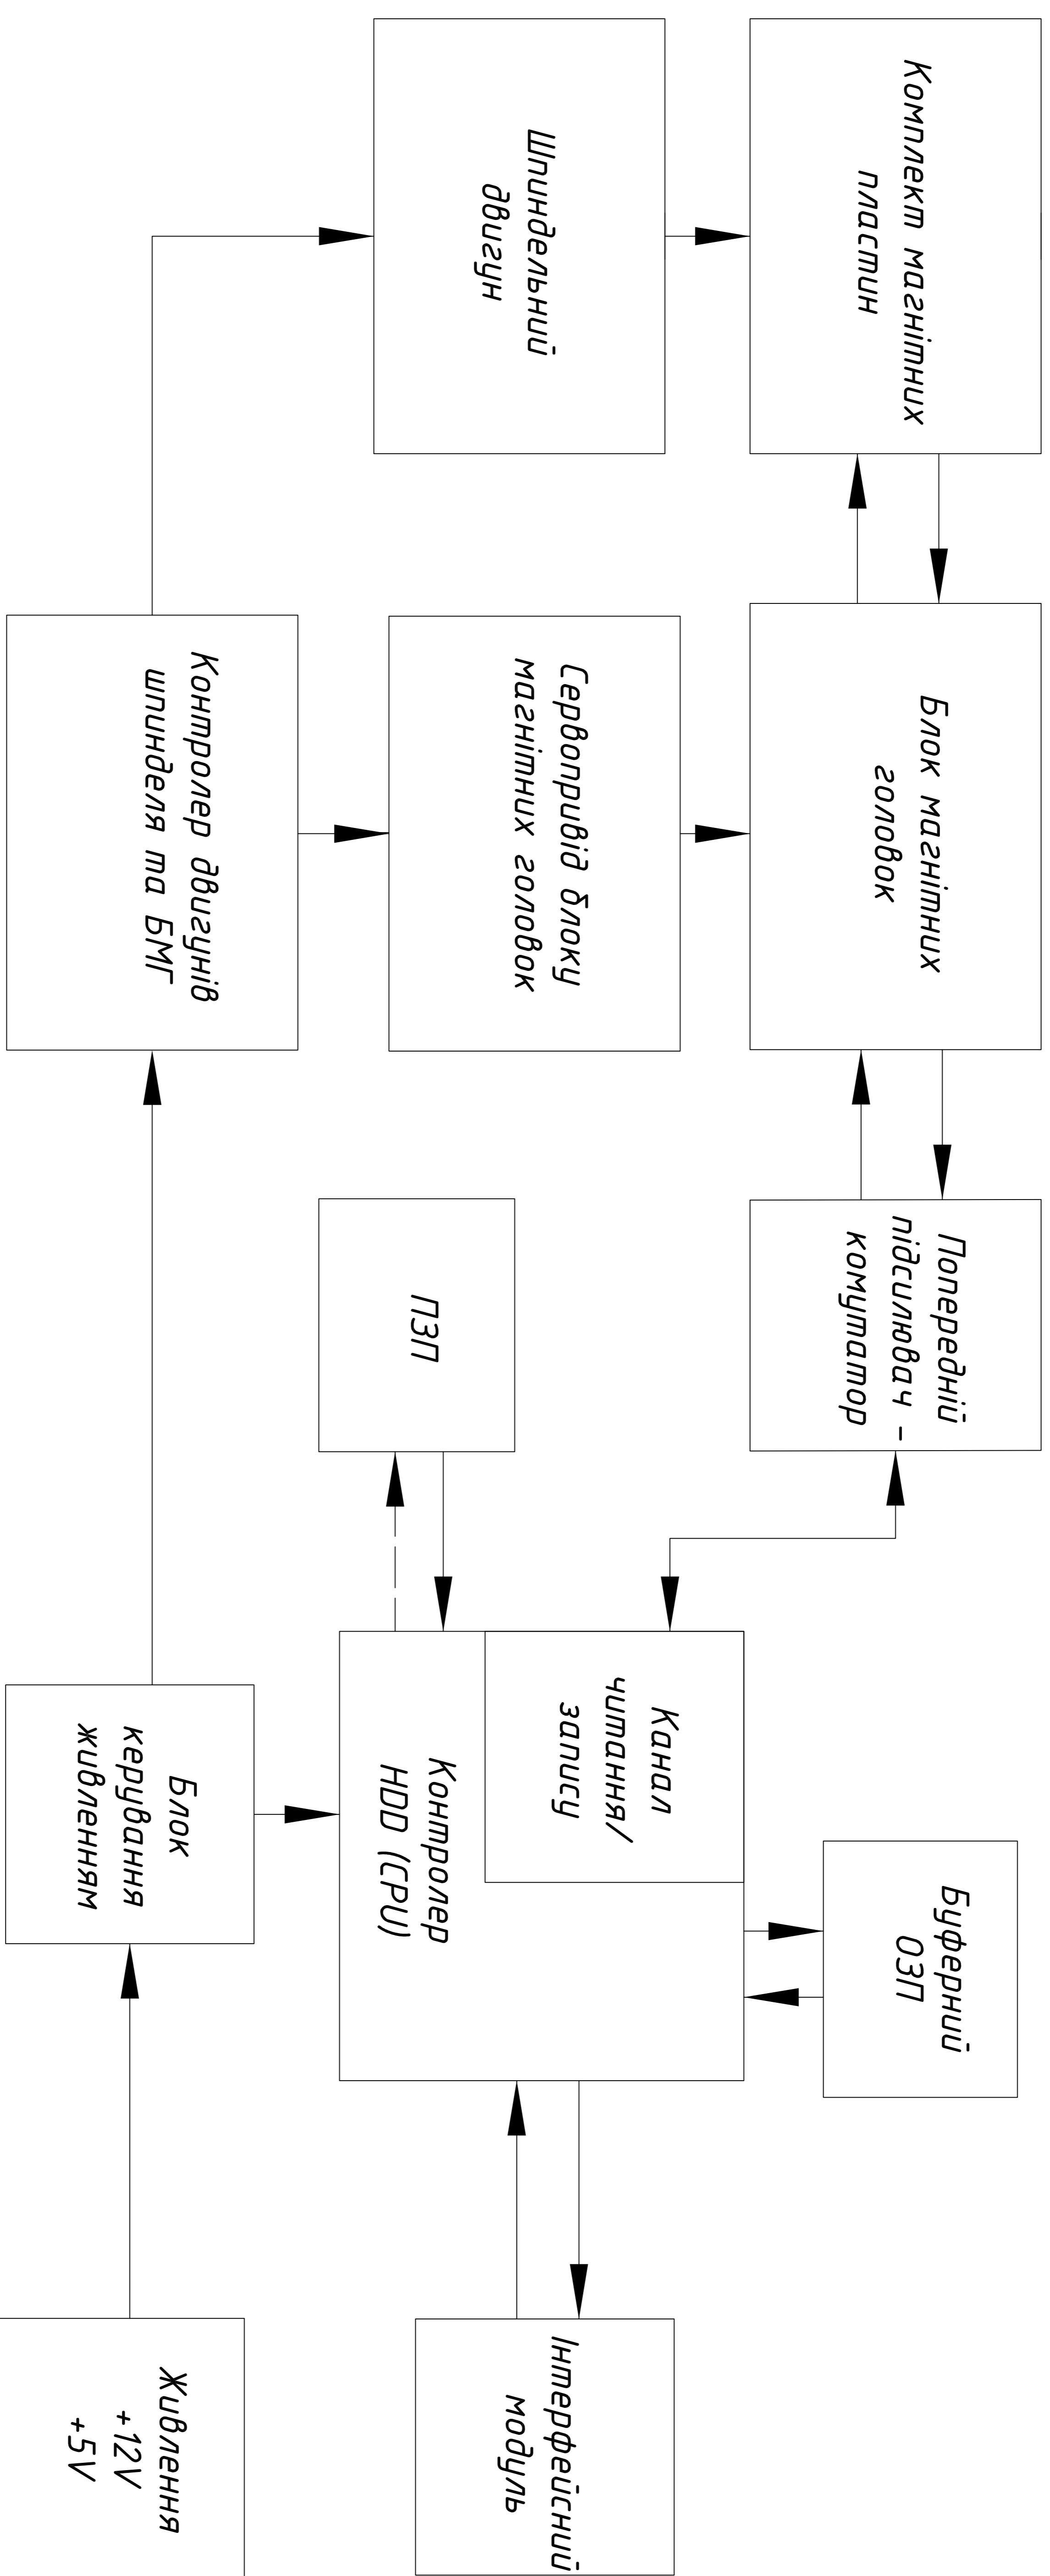 Комплект магнітних
пластин
Блок магнітних
головок
Попередній
підсилювач -
комутатор
Буферний
ОЗП
Шпиндельний
двигун
Сервопривід блоку
магнітних головок
ПЗП
Канал
читання/
запису
Контролер
HDD (CPU)
Інтерфейсний
модуль
Контролер двигунів
шпинделя та БМГ
Блок
керування
живленням
Живлення
+12V
+5V